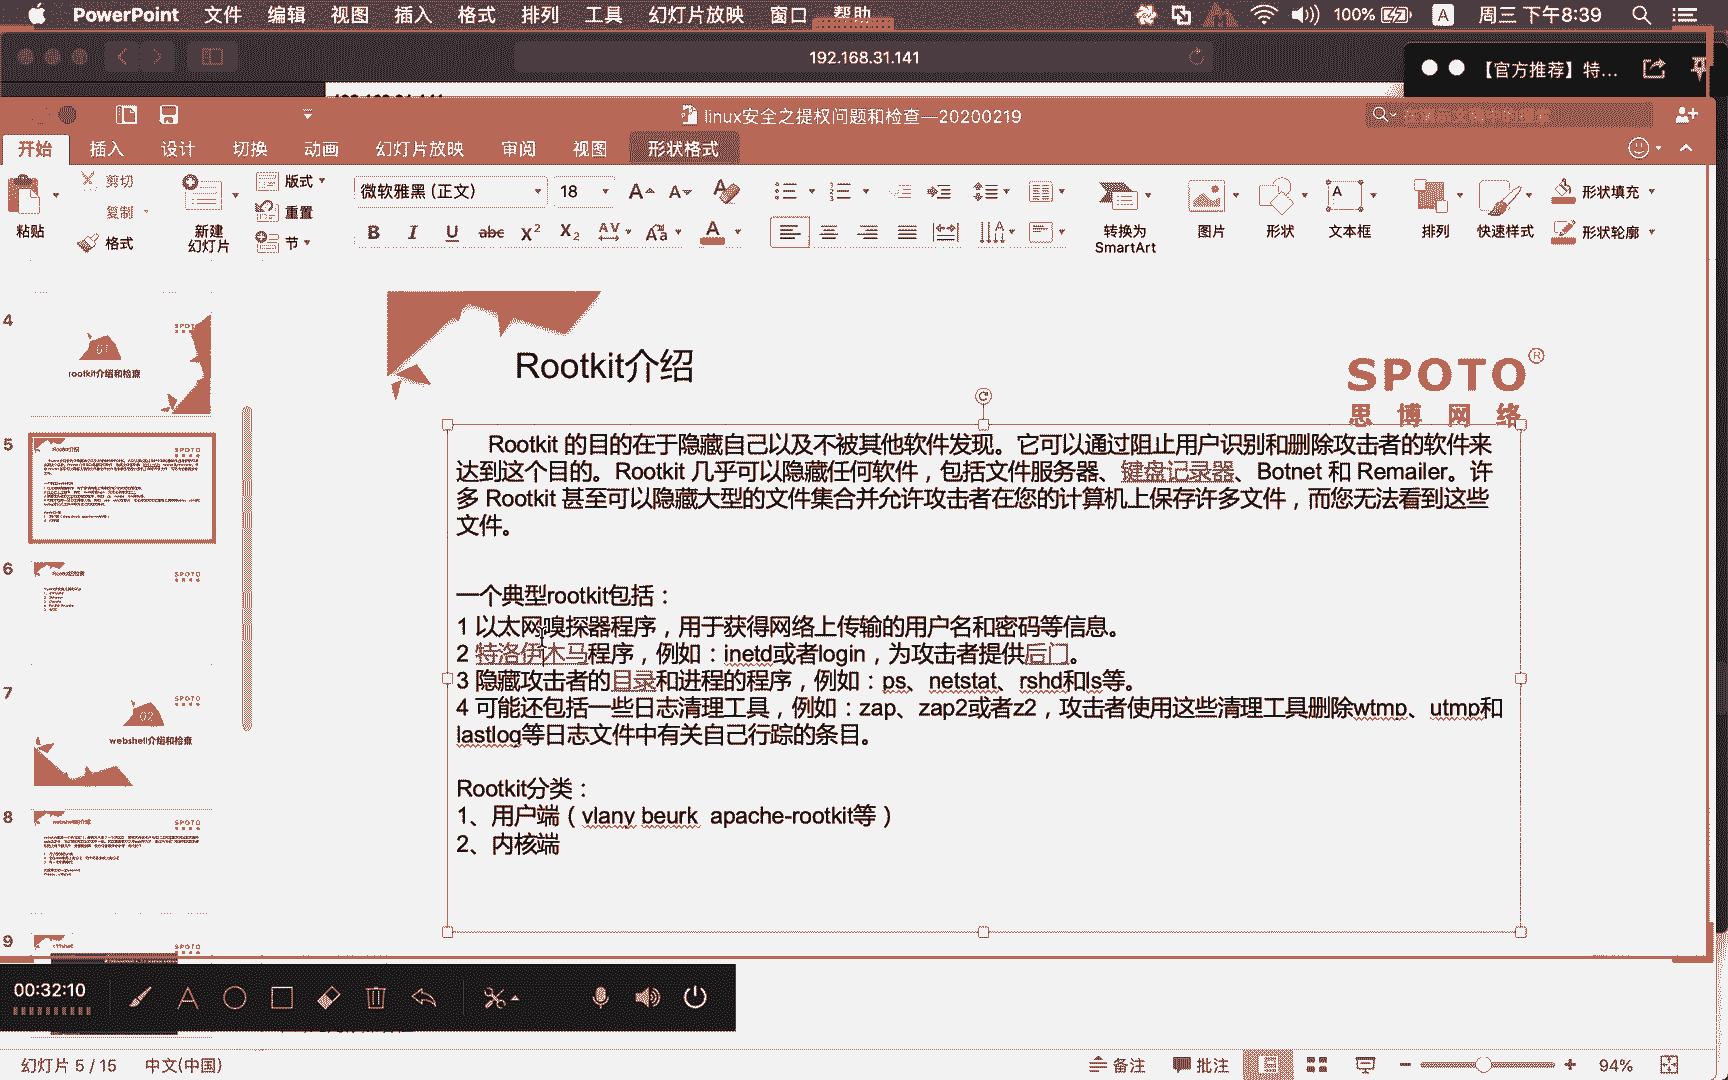 PowerPoint 文件 编辑 视图 插入 格式 排列 工具 幻灯片放映 窗口 帮助 100% A 周三 下午8:39
192.168.31.141
【官方推荐】特...
linux安全之提权问题和检查—20200219
开始 插入 设计 切换 动画 幻灯片放映 审阅 视图 形状格式
粘贴 剪切 复制 格式
新建
幻灯片
版式 重置 节
微软雅黑 (正文) 18
B I U abc X² X₂ AV Aa A
转换为
SmartArt
图片 形状 文本框 排列 快速样式 形状填充 形状轮廓
4
01
rootkit介绍和检查
5
6
7
02
webshell介绍和检查
8
9
Rootkit介绍
SPOTO®
思博网络
Rootkit 的目的在于隐藏自己以及不被其他软件发现。它可以通过阻止用户识别和删除攻击者的软件来
达到这个目的。Rootkit 几乎可以隐藏任何软件，包括文件服务器、键盘记录器、Botnet 和 Remailer。许
多 Rootkit 甚至可以隐藏大型的文件集合并允许攻击者在您的计算机上保存许多文件，而您无法看到这些
文件。
一个典型rootkit包括：
1 以太网嗅探器程序，用于获得网络上传输的用户名和密码等信息。
2 特洛伊木马程序，例如：inetd或者login，为攻击者提供后门。
3 隐藏攻击者的目录和进程的程序，例如：ps、netstat、rshd和ls等。
4 可能还包括一些日志清理工具，例如：zap、zap2或者z2，攻击者使用这些清理工具删除wtmp、utmp和
lastlog等日志文件中有关自己行踪的条目。
Rootkit分类：
1、用户端（vlany beurk apache-rootkit等）
2、内核端
00:32:10
幻灯片 5 / 15 中文(中国) 备注 批注 94%